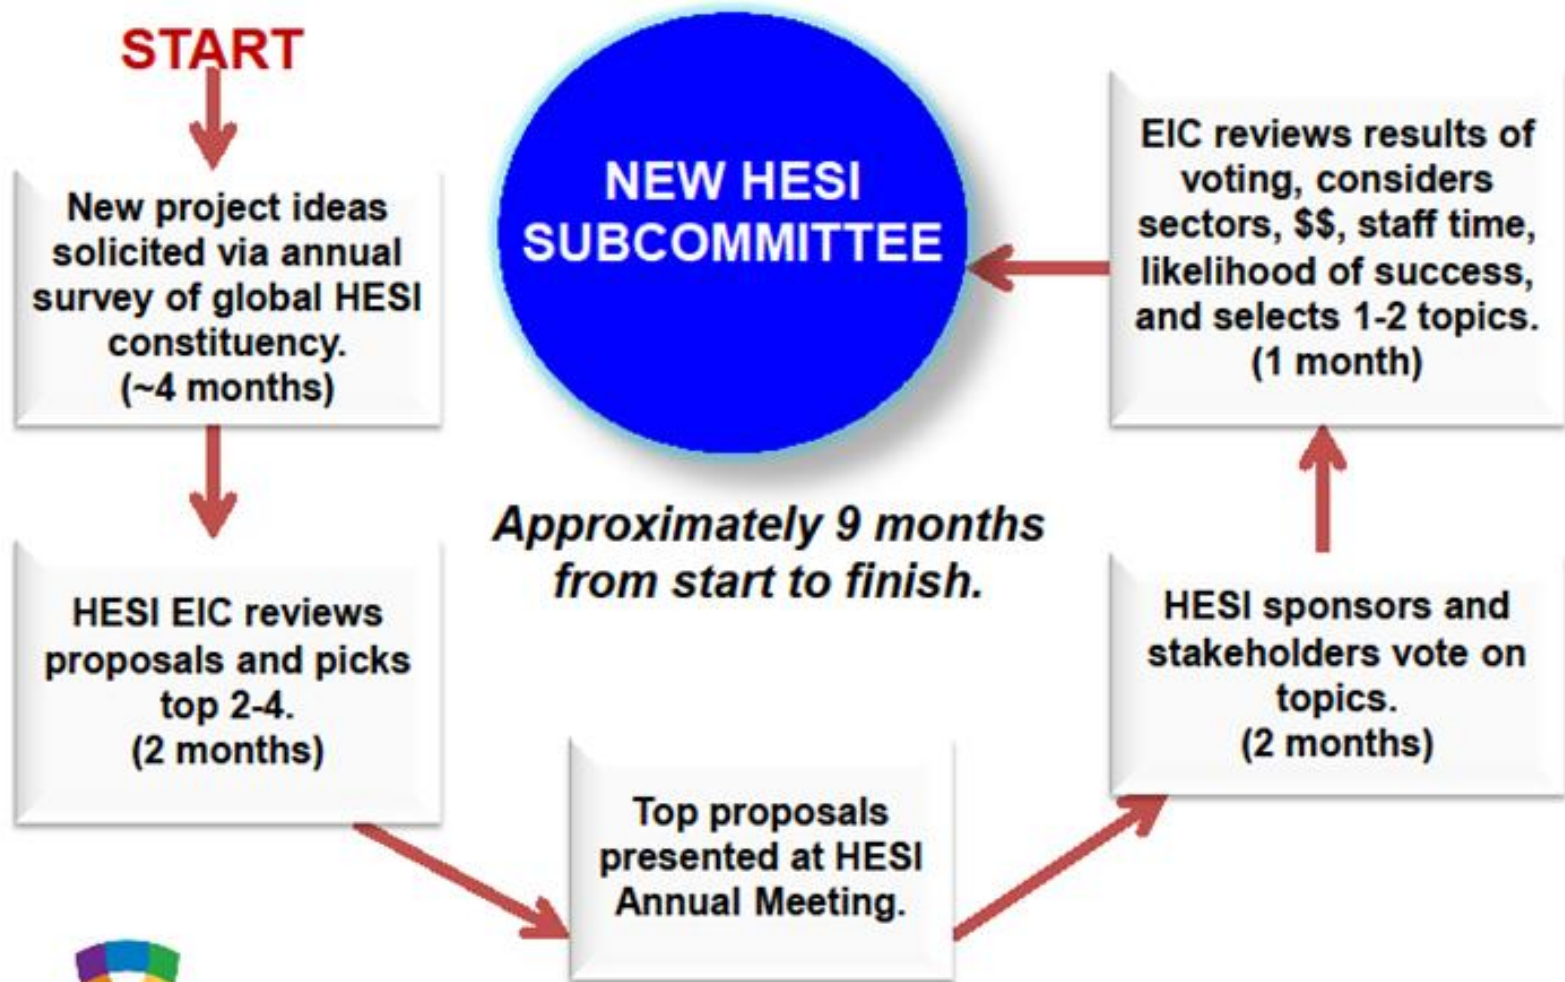 START
New project ideas
solicited via annual
survey of global HESI
constituency.
(~4 months)
HESI EIC reviews
proposals and picks
top 2-4.
(2 months)
Top proposals
presented at HESI
Annual Meeting.
HESI sponsors and
stakeholders vote on
topics.
(2 months)
EIC reviews results of
voting, considers
sectors, $$, staff time,
likelihood of success,
and selects 1-2 topics.
(1 month)
NEW HESI
SUBCOMMITTEE
Approximately 9 months
from start to finish.